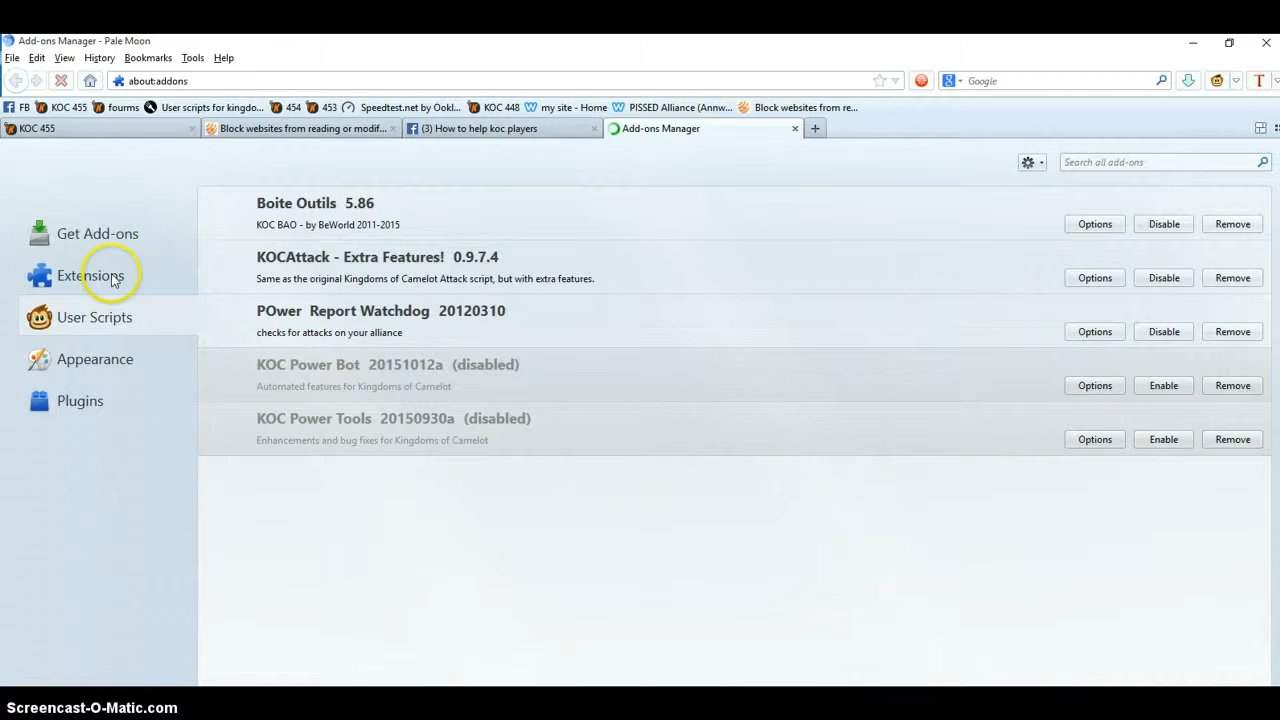 Add-ons Manager - Pale Moon
File Edit View History Bookmarks Tools Help
about:addons
Google
FB KOC 455 fourms User scripts for kingdo... 454 453 Speedtest.net by Ookl... KOC 448 my site - Home PISSED Alliance (Annw... Block websites from re...
KOC 455 Block websites from reading or modif... (3) How to help koc players Add-ons Manager
Search all add-ons
Get Add-ons
Extensions
User Scripts
Appearance
Plugins
Boite Outils 5.86
KOC BAO - by BeWorld 2011-2015
Options Disable Remove
KOCAttack - Extra Features! 0.9.7.4
Same as the original Kingdoms of Camelot Attack script, but with extra features.
Options Disable Remove
POwer Report Watchdog 20120310
checks for attacks on your alliance
Options Disable Remove
KOC Power Bot 20151012a (disabled)
Automated features for Kingdoms of Camelot
Options Enable Remove
KOC Power Tools 20150930a (disabled)
Enhancements and bug fixes for Kingdoms of Camelot
Options Enable Remove
Screencast-O-Matic.com